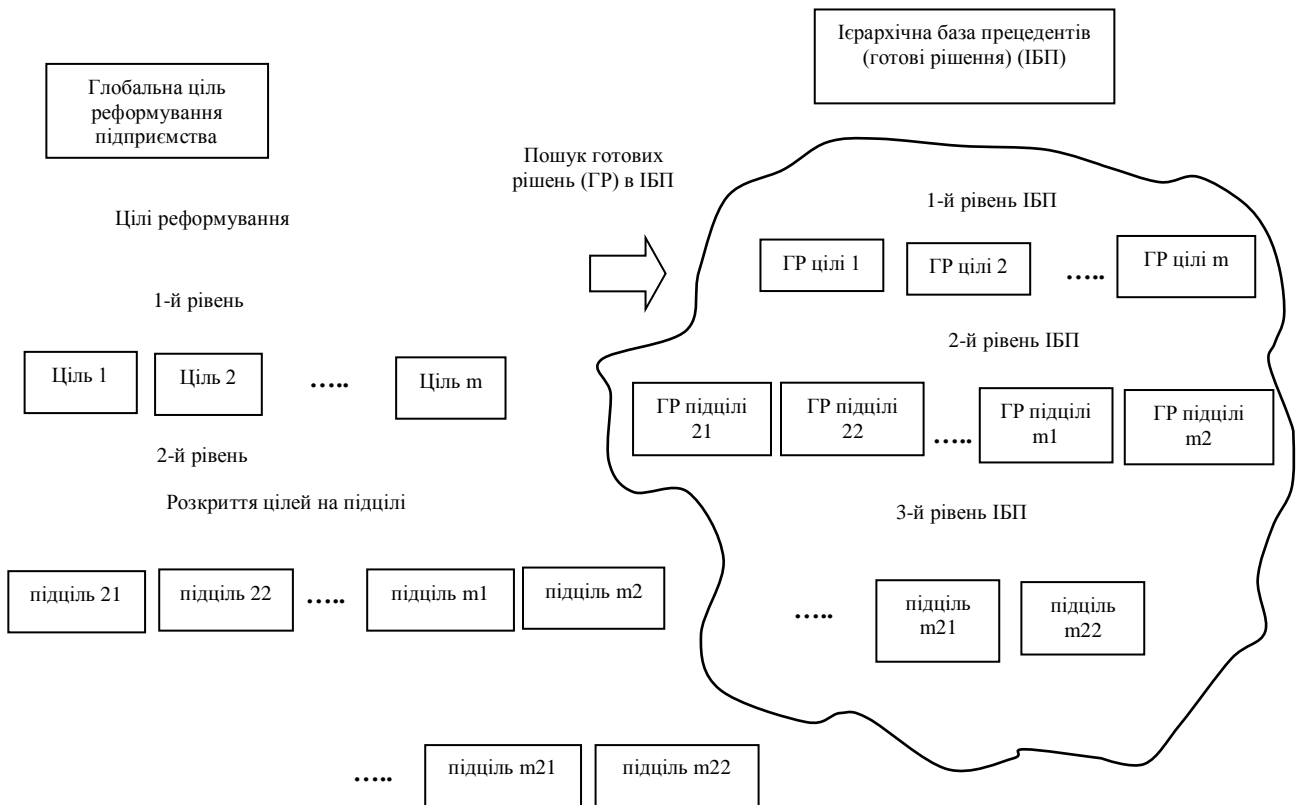 Глобальна ціль
реформування
підприємства
Цілі реформування
1-й рівень
Ціль 1
Ціль 2
.....
Ціль m
2-й рівень
Розкриття цілей на підцілі
підціль 21
підціль 22
.....
підціль m1
підціль m2
.....
підціль m21
підціль m22
Пошук готових
рішень (ГР) в ІБП
Ієрархічна база прецедентів
(готові рішення) (ІБП)
1-й рівень ІБП
ГР цілі 1
ГР цілі 2
.....
ГР цілі m
2-й рівень ІБП
ГР підцілі
21
ГР підцілі
22
.....
ГР підцілі
m1
ГР підцілі
m2
3-й рівень ІБП
.....
підціль
m21
підціль
m22